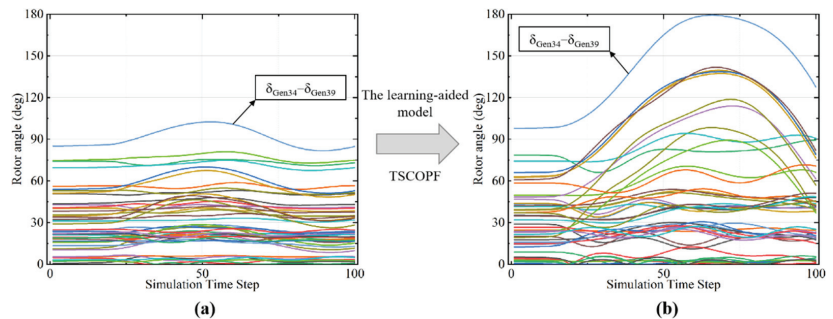 180
150
120
90
60
30
0
Rotor angle (deg)
δGen34−δGen39
0
50
100
Simulation Time Step
(a)
The learning-aided
model
TSCOPF
180
150
120
90
60
30
0
Rotor angle (deg)
δGen34−δGen39
0
50
100
Simulation Time Step
(b)